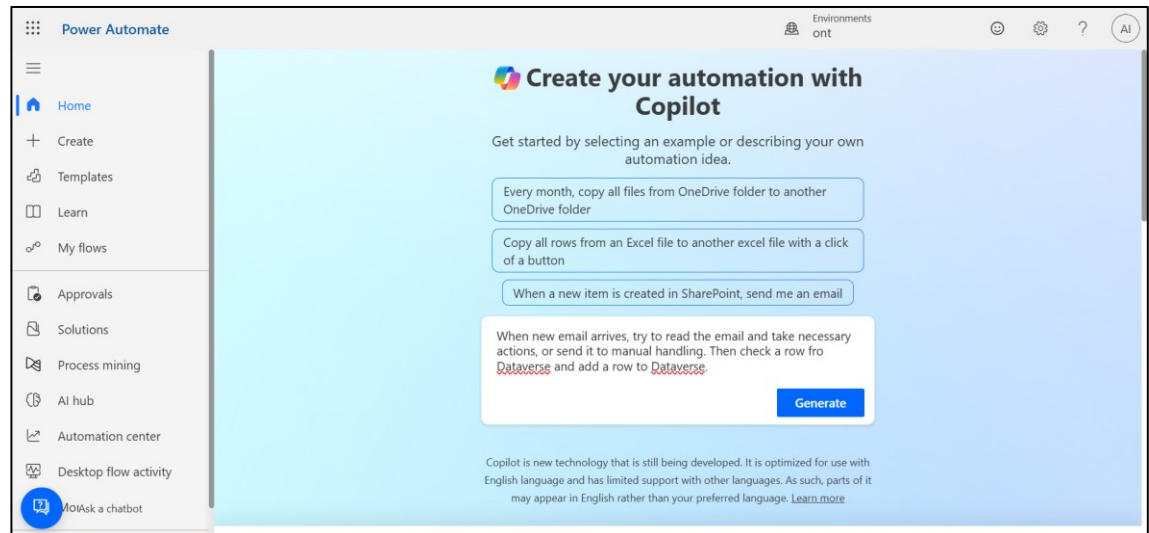 Power Automate
Environments
ont
AI
Home
Create
Templates
Learn
My flows
Approvals
Solutions
Process mining
AI hub
Automation center
Desktop flow activity
Ask a chatbot
Create your automation with
Copilot
Get started by selecting an example or describing your own
automation idea.
Every month, copy all files from OneDrive folder to another
OneDrive folder
Copy all rows from an Excel file to another excel file with a click
of a button
When a new item is created in SharePoint, send me an email
When new email arrives, try to read the email and take necessary
actions, or send it to manual handling. Then check a row fro
Dataverse and add a row to Dataverse.
Generate
Copilot is new technology that is still being developed. It is optimized for use with
English language and has limited support with other languages. As such, parts of it
may appear in English rather than your preferred language. Learn more